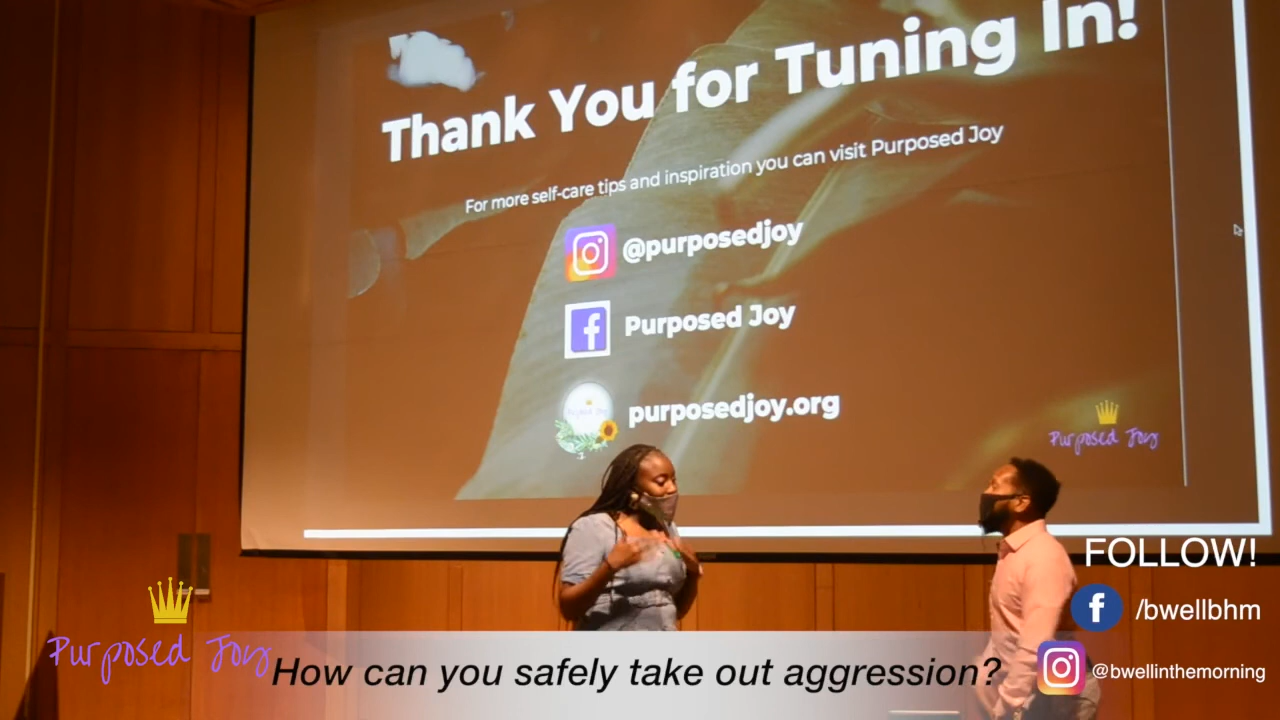 Thank You for Tuning In!
For more self-care tips and inspiration you can visit Purposed Joy
@purposedjoy
Purposed Joy
purposedjoy.org
Purposed Joy
FOLLOW!
/bwellbhm
Purposed Joy
How can you safely take out aggression?
@bwellinthemorning